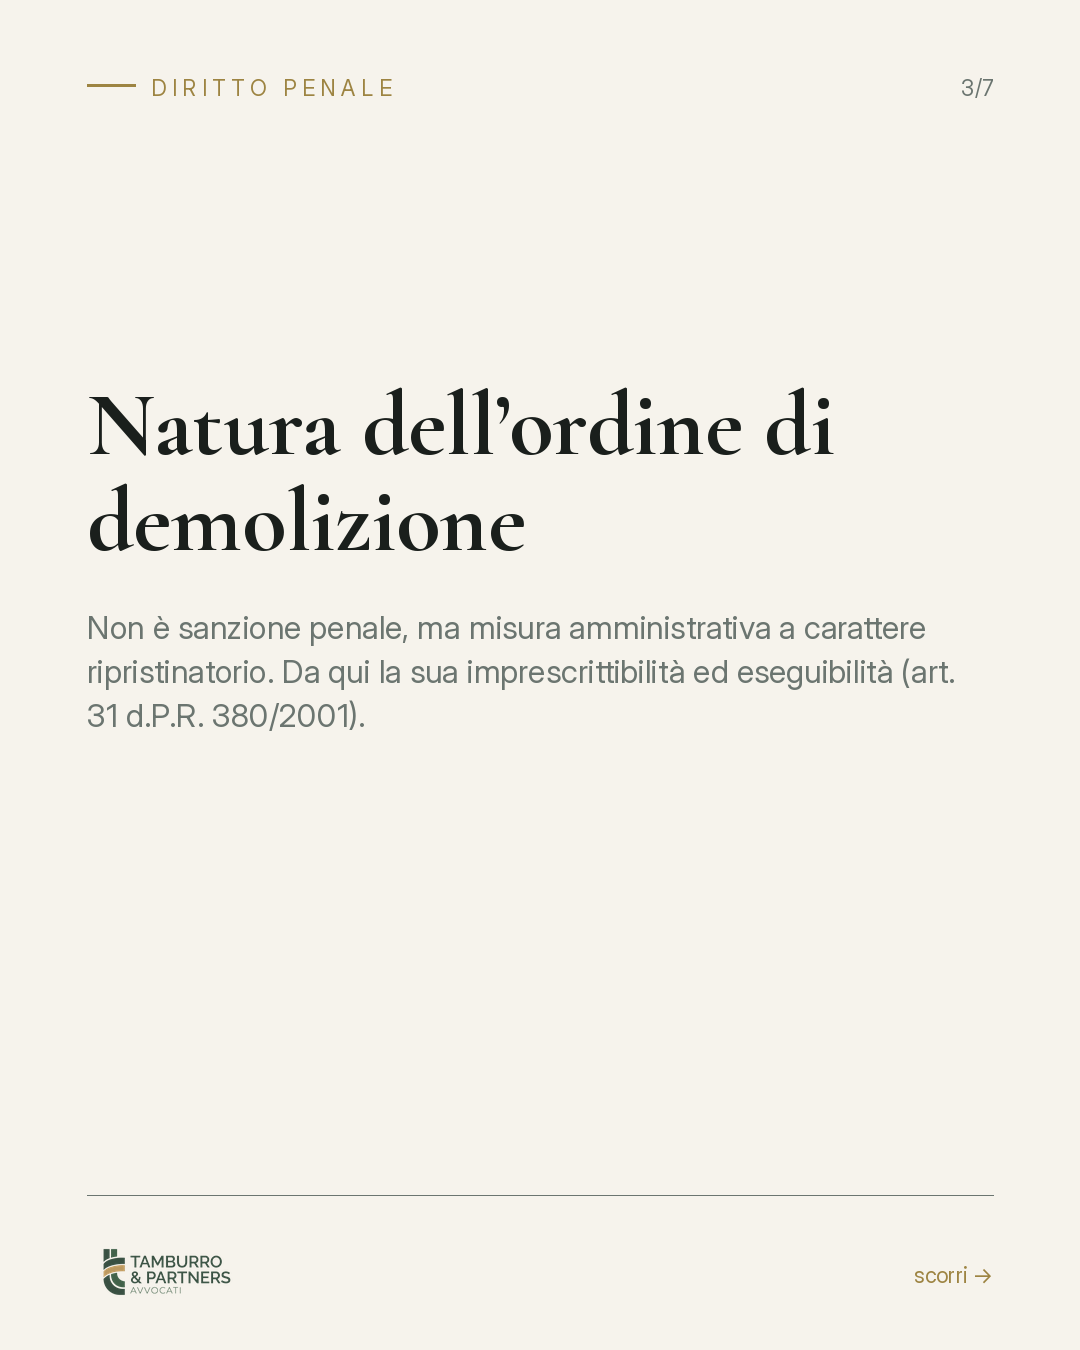 DIRITTO PENALE
3/7
Natura dell’ordine di
demolizione
Non è sanzione penale, ma misura amministrativa a carattere
ripristinatorio. Da qui la sua imprescrittibilità ed eseguibilità (art.
31 d.P.R. 380/2001).
TAMBURRO
& PARTNERS
AVVOCATI
scorri →